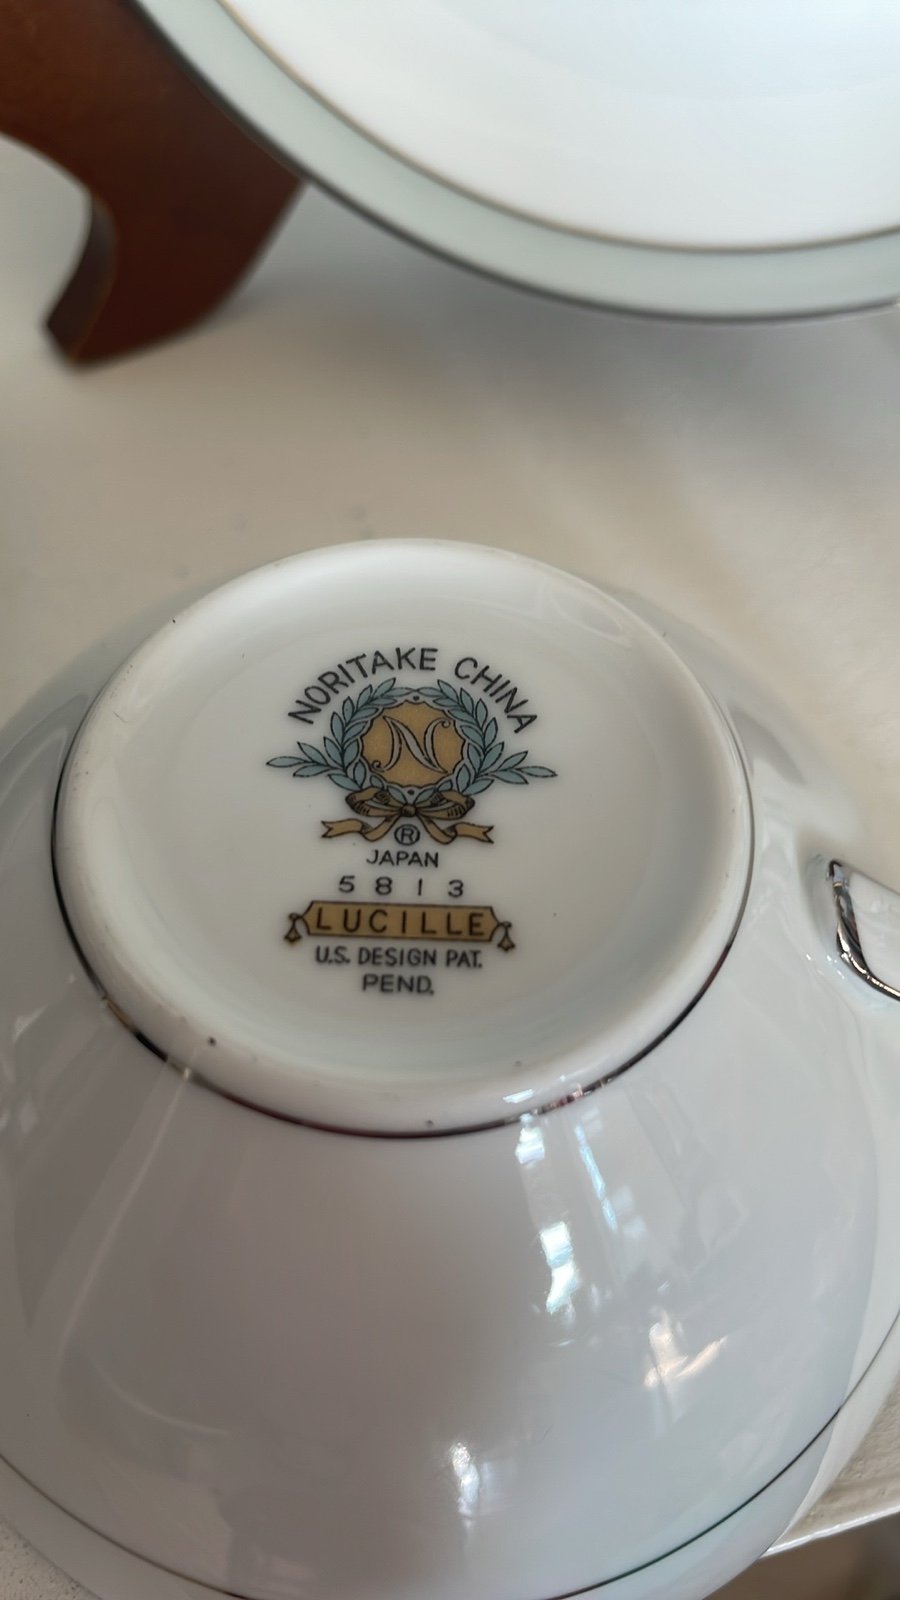 NORITAKE CHINA
N
®
JAPAN
5813
LUCILLE
U.S. DESIGN PAT.
PEND.